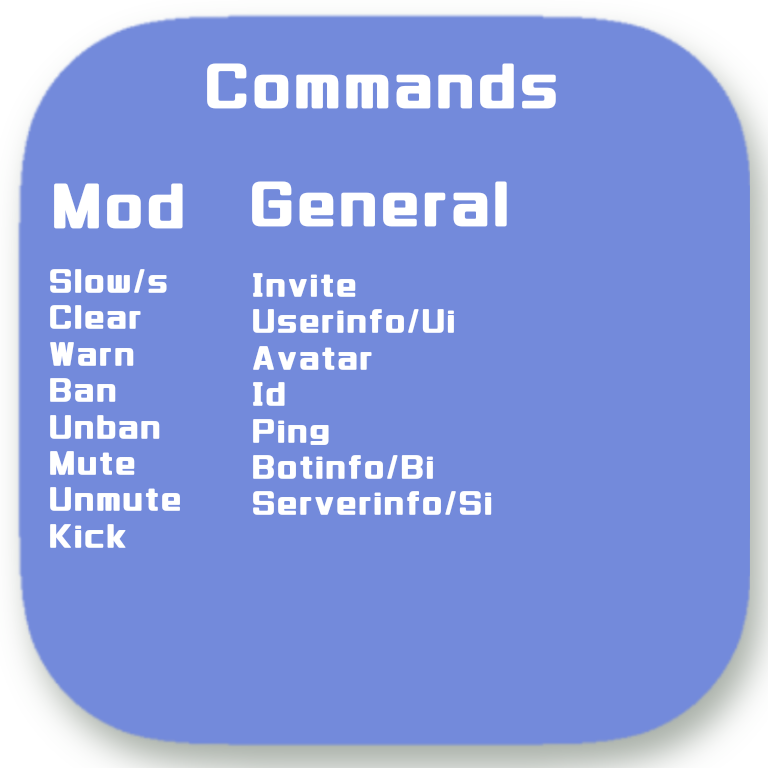 Commands
Mod
Slow/s
Clear
Warn
Ban
Unban
Mute
Unmute
Kick
General
Invite
Userinfo/Ui
Avatar
Id
Ping
Botinfo/Bi
Serverinfo/Si